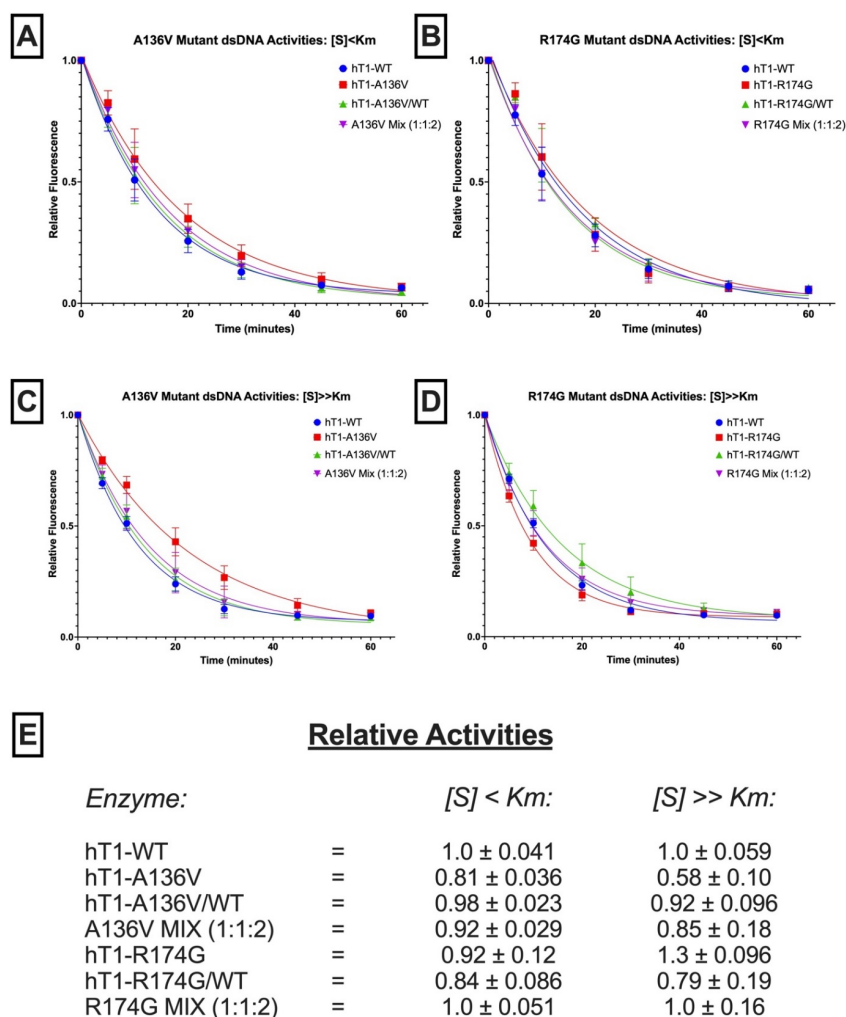 A
A136V Mutant dsDNA Activities: [S]<Km
hT1-WT
hT1-A136V
hT1-A136V/WT
A136V Mix (1:1:2)
Relative Fluorescence
1.0
0.5
0.0
0 20 40 60
Time (minutes)
B
R174G Mutant dsDNA Activities: [S]<Km
hT1-WT
hT1-R174G
hT1-R174G/WT
R174G Mix (1:1:2)
Relative Fluorescence
1.0
0.5
0.0
0 20 40 60
Time (minutes)
C
A136V Mutant dsDNA Activities: [S]>>Km
hT1-WT
hT1-A136V
hT1-A136V/WT
A136V Mix (1:1:2)
Relative Fluorescence
1.0
0.5
0.0
0 20 40 60
Time (minutes)
D
R174G Mutant dsDNA Activities: [S]>>Km
hT1-WT
hT1-R174G
hT1-R174G/WT
R174G Mix (1:1:2)
Relative Fluorescence
1.0
0.5
0.0
0 20 40 60
Time (minutes)
E
Relative Activities
Enzyme: [S] < Km: [S] >> Km:
hT1-WT = 1.0 ± 0.041 1.0 ± 0.059
hT1-A136V = 0.81 ± 0.036 0.58 ± 0.10
hT1-A136V/WT = 0.98 ± 0.023 0.92 ± 0.096
A136V MIX (1:1:2) = 0.92 ± 0.029 0.85 ± 0.18
hT1-R174G = 0.92 ± 0.12 1.3 ± 0.096
hT1-R174G/WT = 0.84 ± 0.086 0.79 ± 0.19
R174G MIX (1:1:2) = 1.0 ± 0.051 1.0 ± 0.16